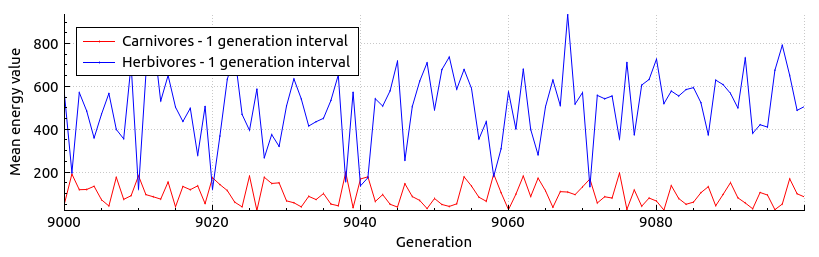 Carnivores - 1 generation interval
Herbivores - 1 generation interval
Mean energy value
800
600
400
200
9000
9020
9040
9060
9080
Generation